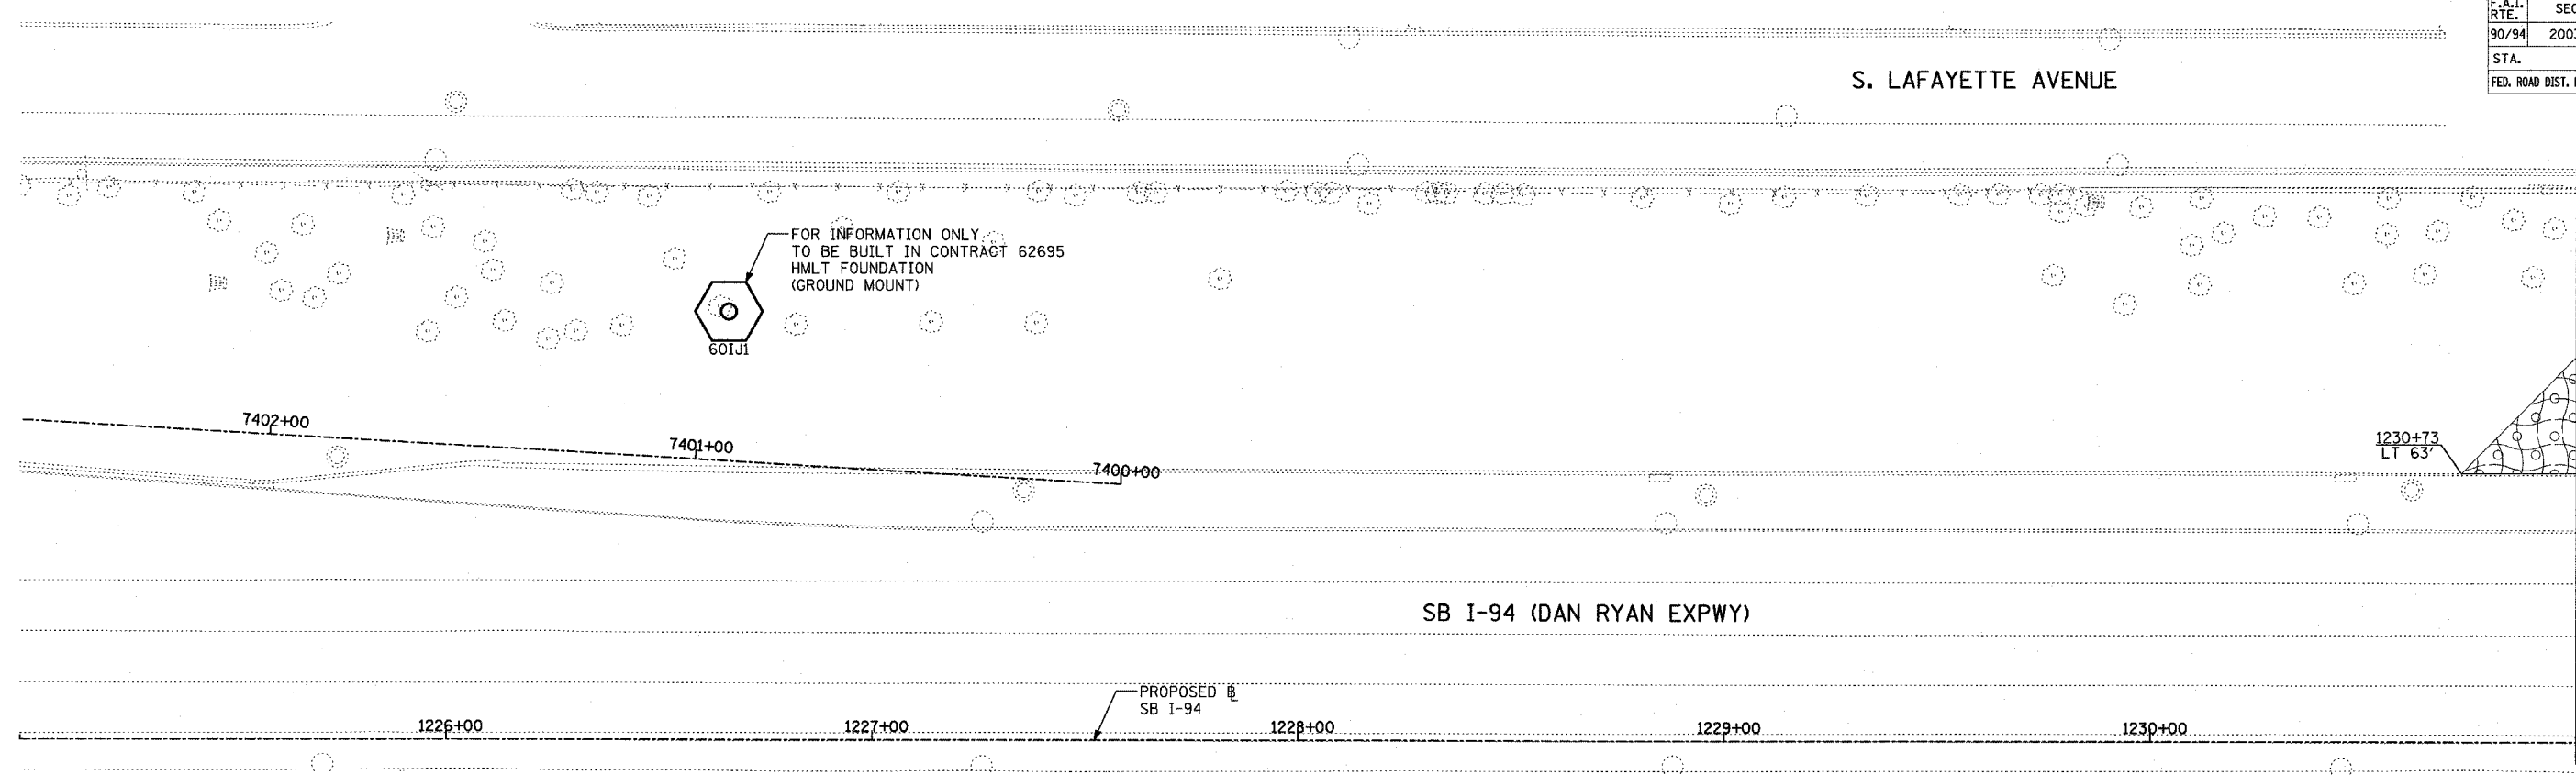 F.A.I.
RTE.
90/94
STA.
FED. ROAD DIST.
S. LAFAYETTE AVENUE
FOR INFORMATION ONLY
TO BE BUILT IN CONTRACT 62695
HMLT FOUNDATION
(GROUND MOUNT)
60IJ1
7402+00
7401+00
7400+00
1230+73
LT 63'
SB I-94 (DAN RYAN EXPWY)
PROPOSED BL
SB I-94
1226+00
1227+00
1228+00
1229+00
1230+00